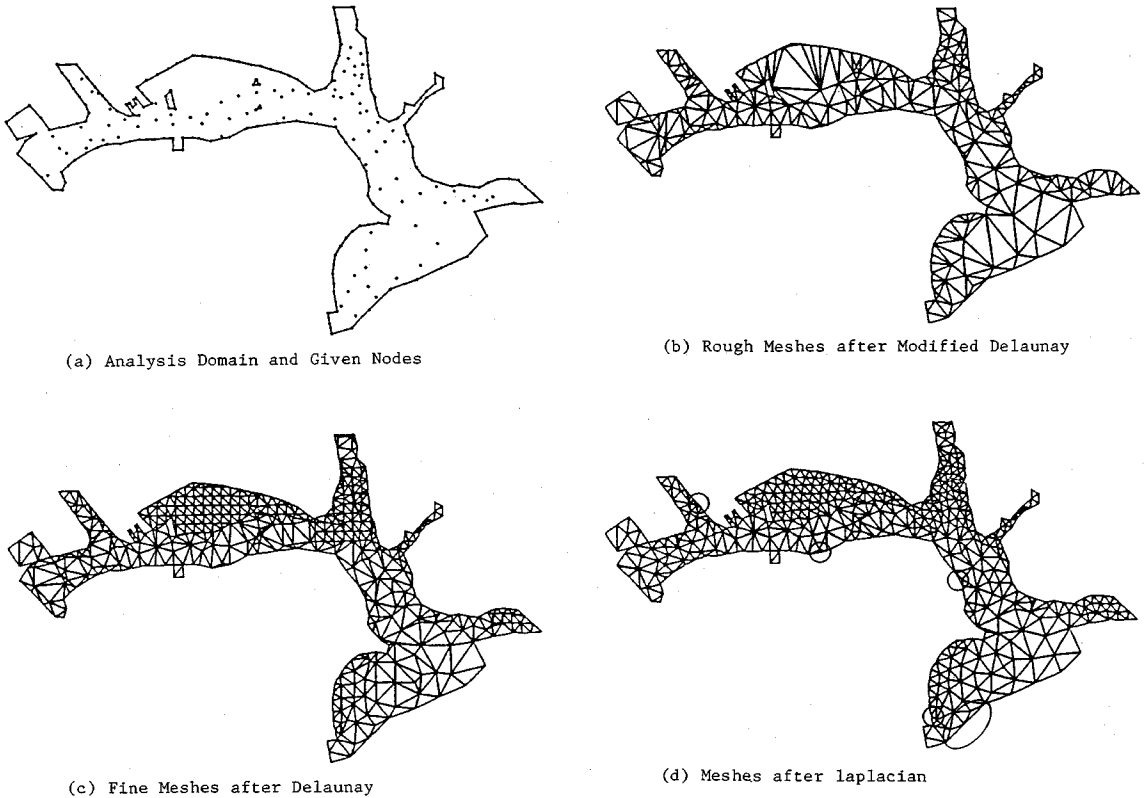 (a) Analysis Domain and Given Nodes
(b) Rough Meshes after Modified Delaunay
(c) Fine Meshes after Delaunay
(d) Meshes after laplacian